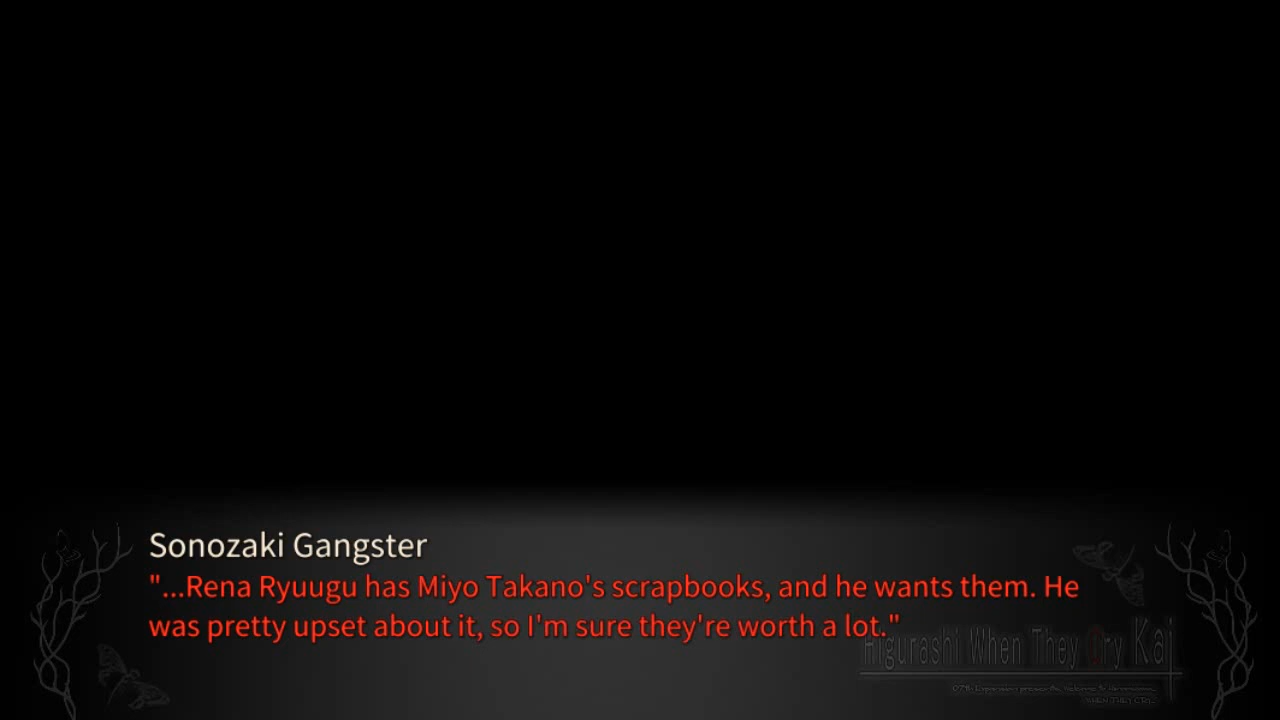 Sonozaki Gangster
"...Rena Ryuugu has Miyo Takano's scrapbooks, and he wants them. He
was pretty upset about it, so I'm sure they're worth a lot."
Higurashi When They Cry Kai